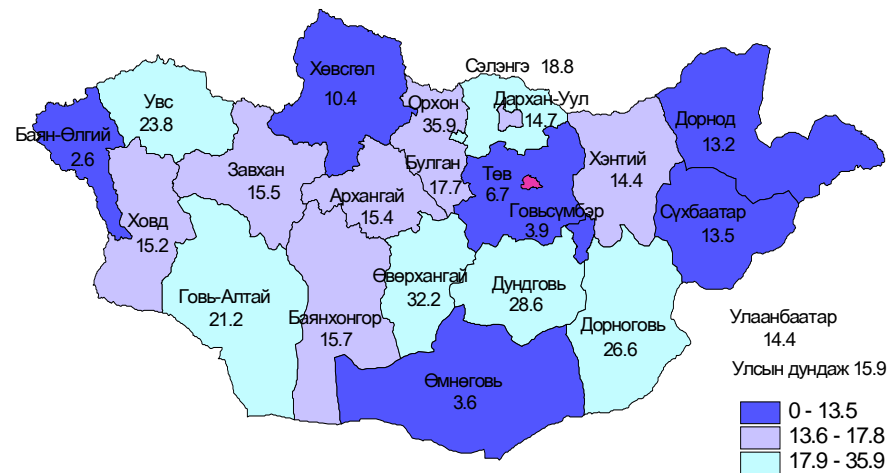 Сэлэнгэ 18.8
Хөвсгөл
10.4
Увс
23.8
Орхон
35.9
Дархан-Уул
14.7
Дорнод
13.2
Баян-Өлгий
2.6
Завхан
15.5
Булган
17.7
Төв
6.7
Хэнтий
14.4
Архангай
15.4
Ховд
15.2
Говьсүмбэр
3.9
Сүхбаатар
13.5
Говь-Алтай
21.2
Баянхонгор
15.7
Өвөрхангай
32.2
Дундговь
28.6
Дорноговь
26.6
Өмнөговь
3.6
Улаанбаатар
14.4
Улсын дундаж 15.9
0 - 13.5
13.6 - 17.8
17.9 - 35.9